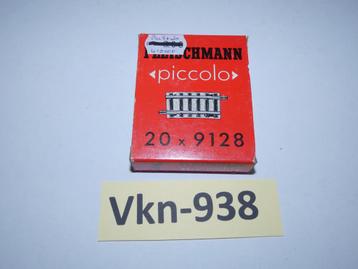 FLEISCHMANN
‹piccolo›
20 x 9128
Vkn-938